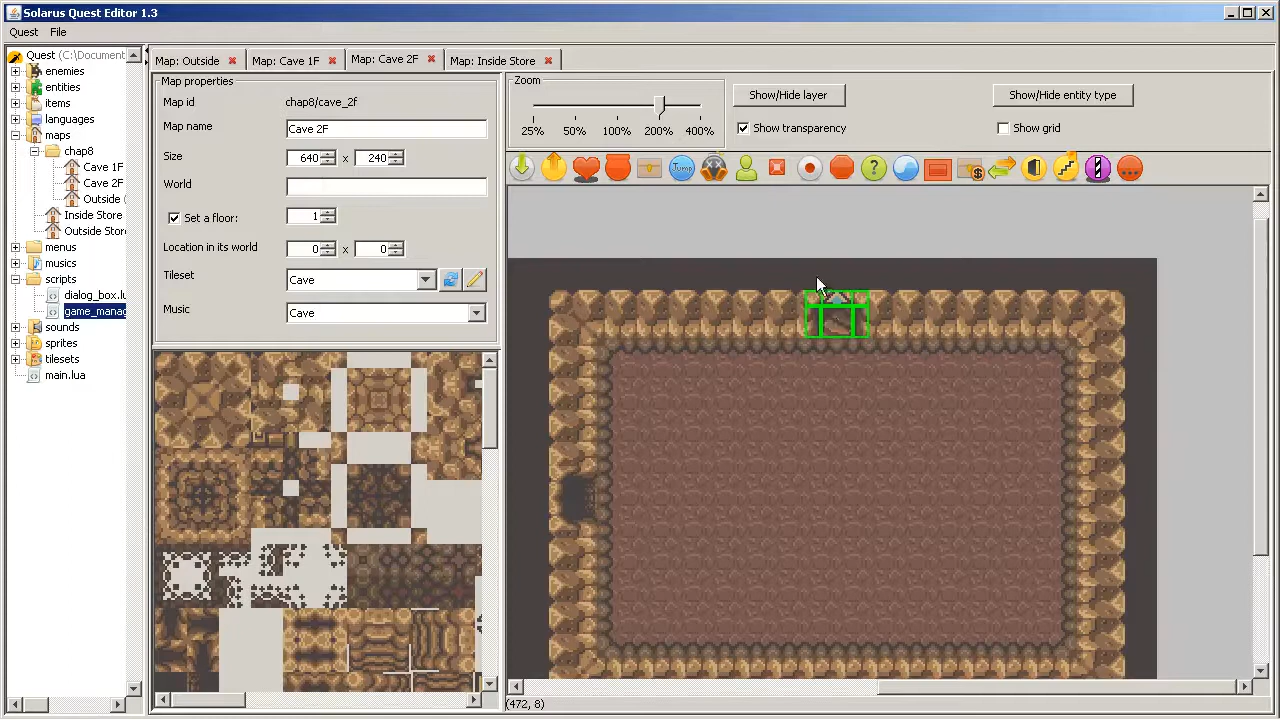 Solarus Quest Editor 1.3
Quest File
Quest (C:\Document
enemies
entities
items
languages
maps
chap8
Cave 1F
Cave 2F
Outside (
Inside Store
Outside Stor
menus
musics
scripts
dialog_box.lu
game_manag
sounds
sprites
tilesets
main.lua
Map: Outside Map: Cave 1F Map: Cave 2F Map: Inside Store
Map properties
Map id chap8/cave_2f
Map name Cave 2F
Size 640 x 240
World
Set a floor: 1
Location in its world 0 x 0
Tileset Cave
Music Cave
Zoom
25% 50% 100% 200% 400%
Show/Hide layer
Show transparency
Show/Hide entity type
Show grid
Jump
?
$
(472, 8)